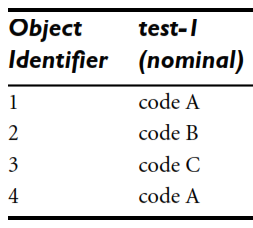 Object test-1
Identifier (nominal)
1 code A
2 code B
3 code C
4 code A